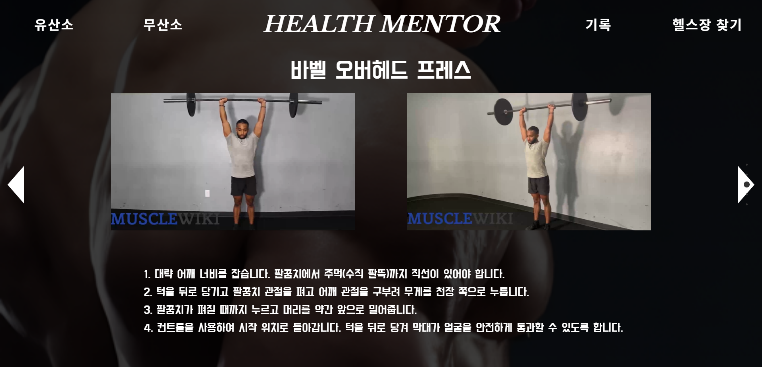 유산소
무산소
HEALTH MENTOR
기록
헬스장 찾기
바벨 오버헤드 프레스
MUSCLEWIKI
MUSCLEWIKI
1. 대략 어깨 너비를 잡습니다. 팔꿈치에서 주먹(수직 팔뚝)까지 직선이 있어야 합니다.
2. 턱을 뒤로 당기고 팔꿈치 관절을 펴고 어깨 관절을 구부려 무게를 천장 쪽으로 누릅니다.
3. 팔꿈치가 펴질 때까지 누르고 머리를 약간 앞으로 밀어줍니다.
4. 컨트롤을 사용하여 시작 위치로 돌아갑니다. 턱을 뒤로 당겨 막대가 얼굴을 안전하게 통과할 수 있도록 합니다.